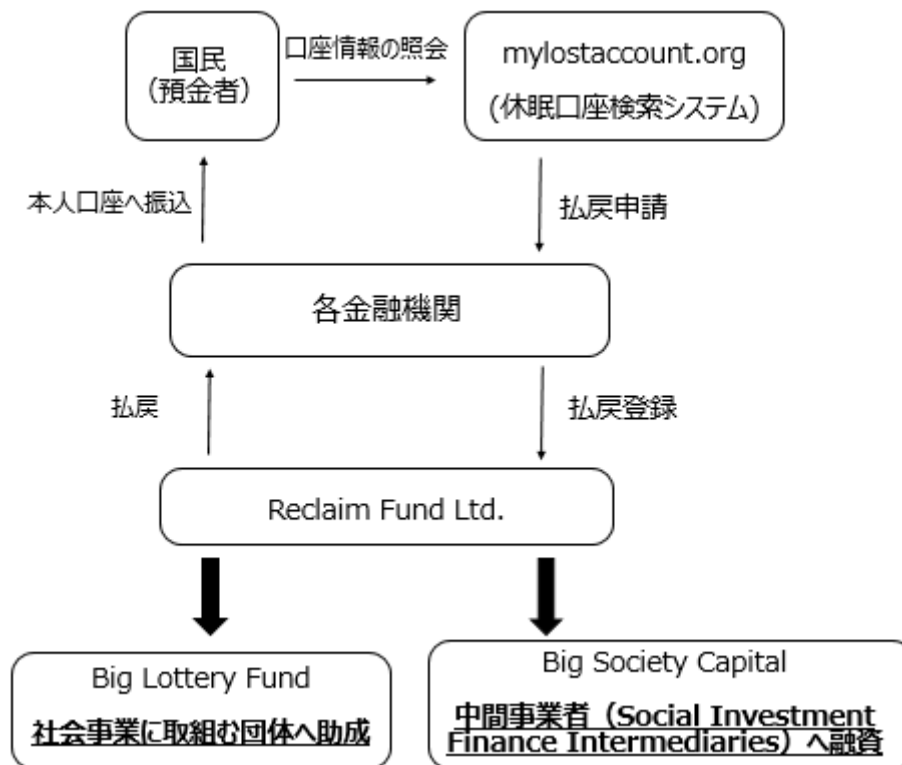 国民
（預金者）
口座情報の照会
mylostaccount.org
(休眠口座検索システム)
本人口座へ振込
払戻申請
各金融機関
払戻
払戻登録
Reclaim Fund Ltd.
Big Lottery Fund
社会事業に取組む団体へ助成
Big Society Capital
中間事業者（Social Investment
Finance Intermediaries）へ融資